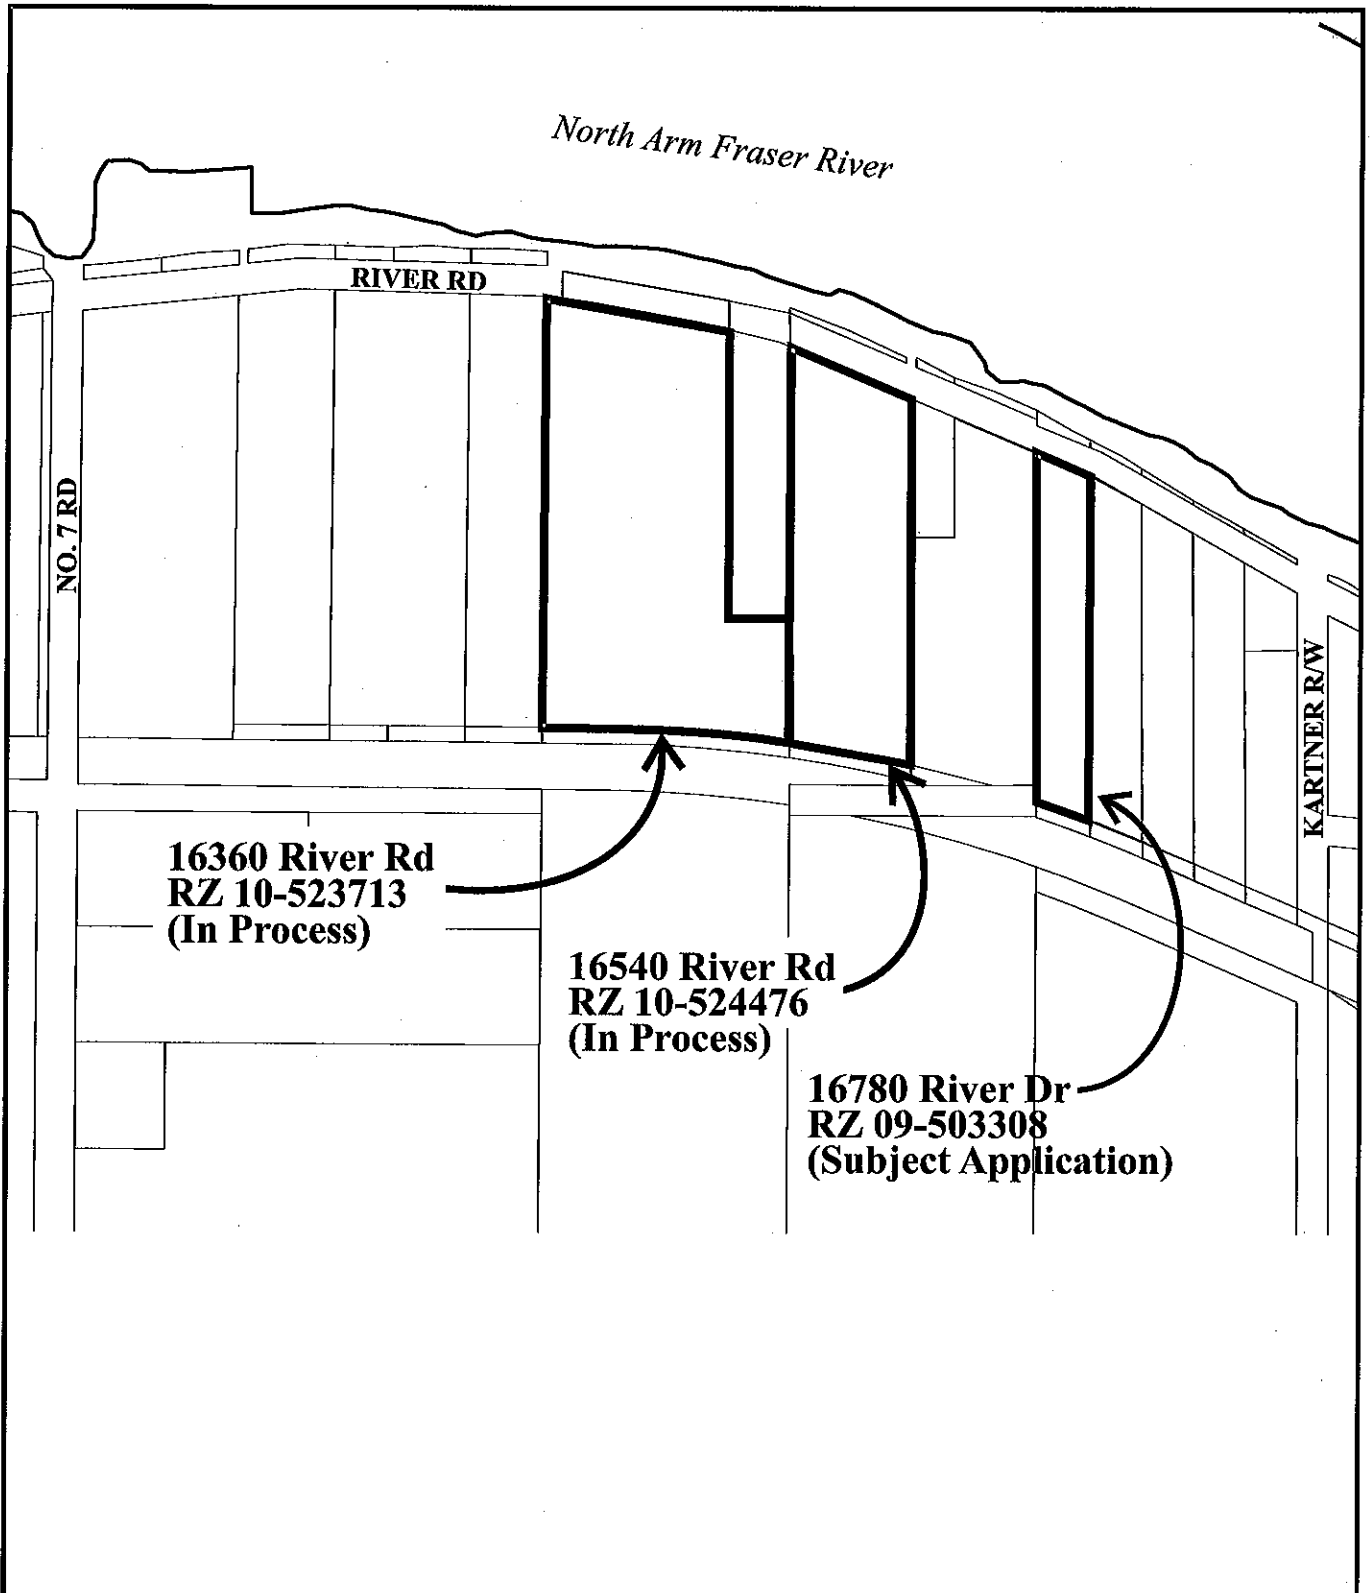 North Arm Fraser River
RIVER RD
NO. 7 RD
KARTNER R/W
16360 River Rd
RZ 10-523713
(In Process)
16540 River Rd
RZ 10-524476
(In Process)
16780 River Dr
RZ 09-503308
(Subject Application)